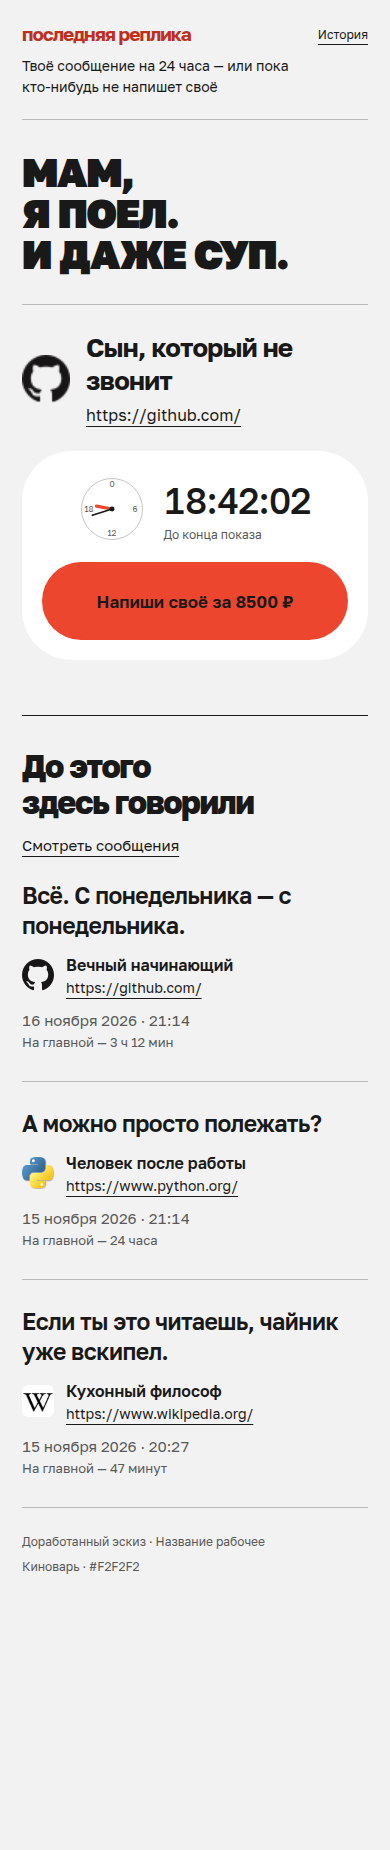 последняя реплика
История
Твоё сообщение на 24 часа — или пока
кто-нибудь не напишет своё
МАМ,
Я ПОЕЛ.
И ДАЖЕ СУП.
Сын, который не
звонит
https://github.com/
0
18
6
12
18:42:02
До конца показа
Напиши своё за 8500 ₽
До этого
здесь говорили
Смотреть сообщения
Всё. С понедельника — с
понедельника.
Вечный начинающий
https://github.com/
16 ноября 2026 · 21:14
На главной — 3 ч 12 мин
А можно просто полежать?
Человек после работы
https://www.python.org/
15 ноября 2026 · 21:14
На главной — 24 часа
Если ты это читаешь, чайник
уже вскипел.
W
Кухонный философ
https://www.wikipedia.org/
15 ноября 2026 · 20:27
На главной — 47 минут
Доработанный эскиз · Название рабочее
Киноварь · #F2F2F2